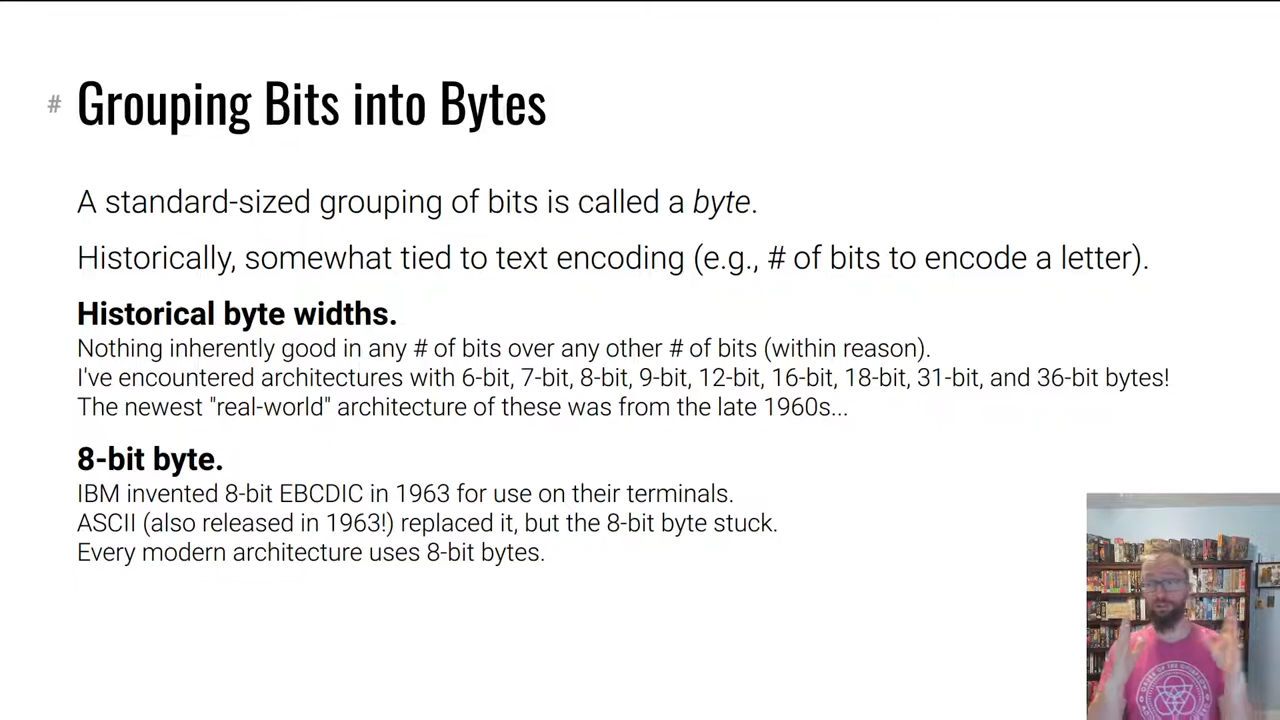 # Grouping Bits into Bytes
A standard-sized grouping of bits is called a byte.
Historically, somewhat tied to text encoding (e.g., # of bits to encode a letter).
Historical byte widths.
Nothing inherently good in any # of bits over any other # of bits (within reason).
I've encountered architectures with 6-bit, 7-bit, 8-bit, 9-bit, 12-bit, 16-bit, 18-bit, 31-bit, and 36-bit bytes!
The newest "real-world" architecture of these was from the late 1960s...
8-bit byte.
IBM invented 8-bit EBCDIC in 1963 for use on their terminals.
ASCII (also released in 1963!) replaced it, but the 8-bit byte stuck.
Every modern architecture uses 8-bit bytes.
ORDER OF THE